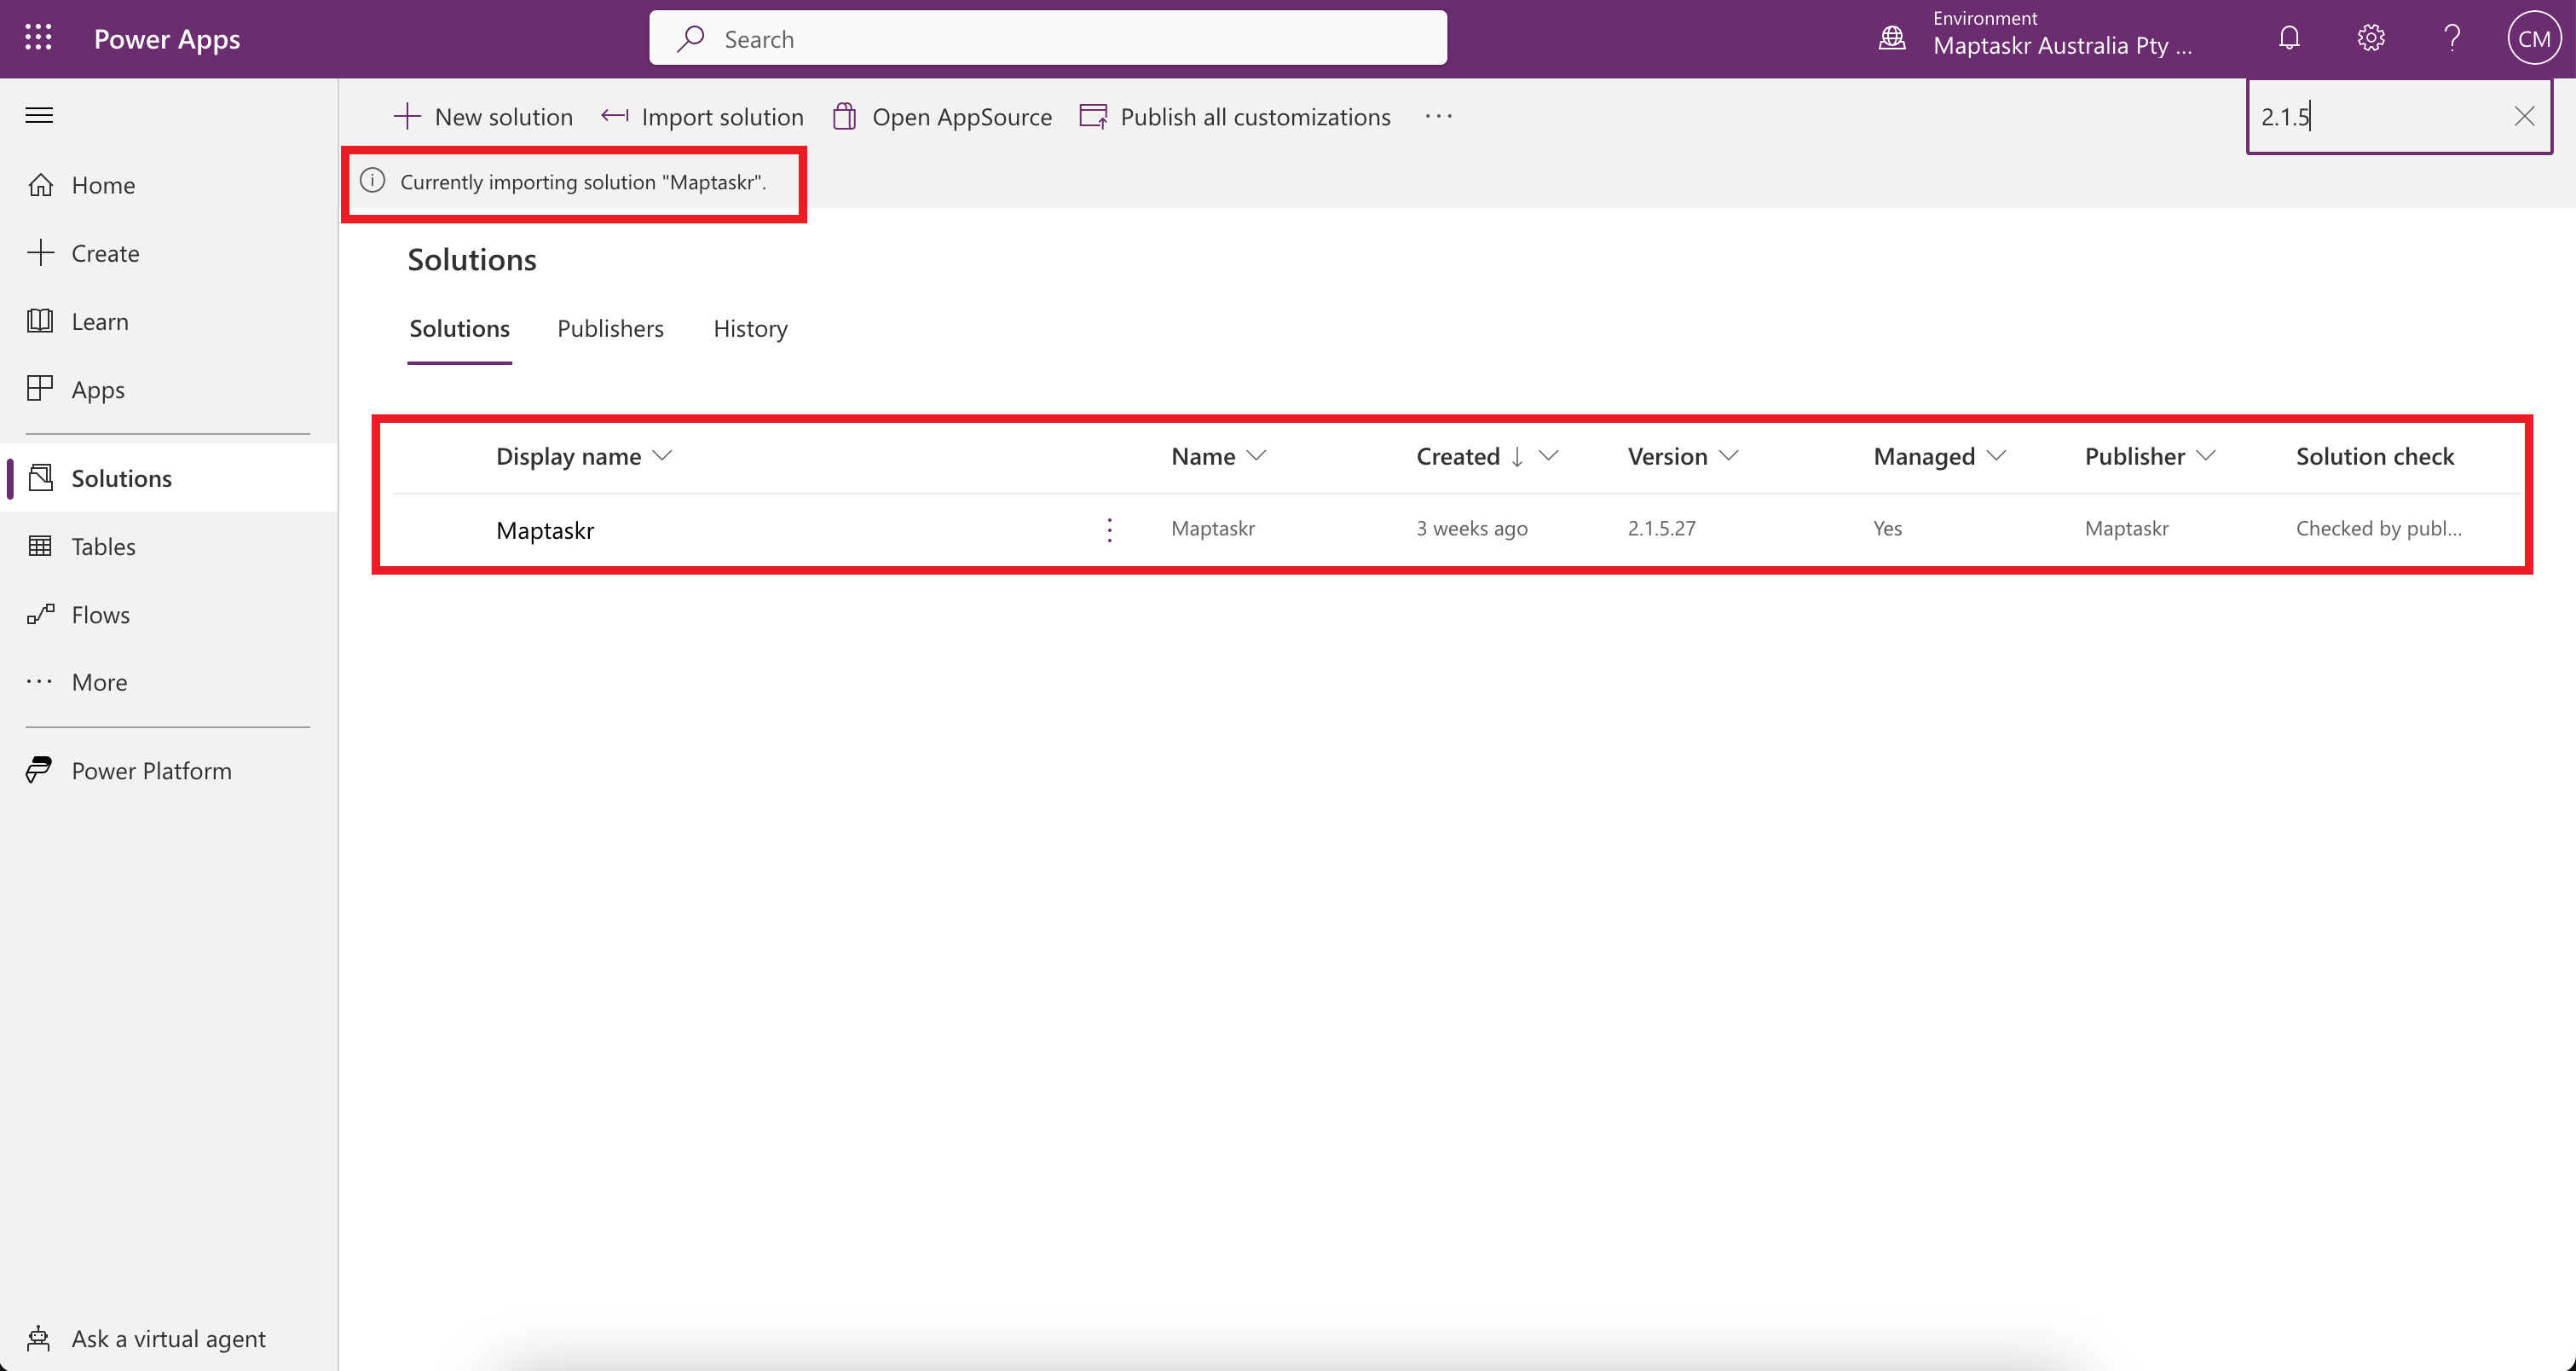 Power Apps
Search
Environment
Maptaskr Australia Pty ...
CM
New solution
Import solution
Open AppSource
Publish all customizations
2.1.5
Currently importing solution "Maptaskr".
Home
Create
Learn
Apps
Solutions
Tables
Flows
More
Power Platform
Ask a virtual agent
Solutions
Solutions Publishers History
Display name Name Created Version Managed Publisher Solution check
Maptaskr Maptaskr 3 weeks ago 2.1.5.27 Yes Maptaskr Checked by publ...